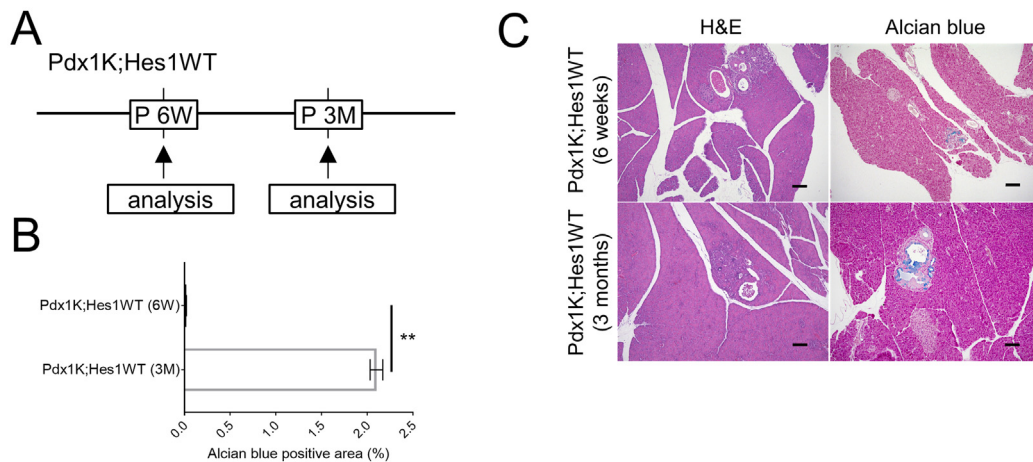 A
Pdx1K;Hes1WT
P 6W
P 3M
analysis
analysis
B
Pdx1K;Hes1WT (6W)
Pdx1K;Hes1WT (3M)
**
0.0
0.5
1.0
1.5
2.0
2.5
Alcian blue positive area (%)
C
H&E
Alcian blue
Pdx1K;Hes1WT
(6 weeks)
Pdx1K;Hes1WT
(3 months)